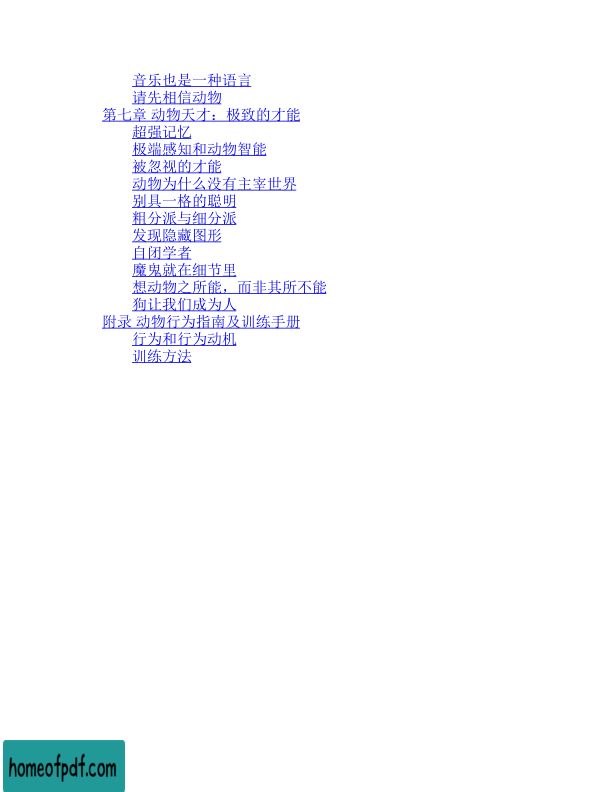 音乐也是一种语言
请先相信动物
第七章 动物天才：极致的才能
超强记忆
极端感知和动物智能
被忽视的才能
动物为什么没有主宰世界
别具一格的聪明
粗分派与细分派
发现隐藏图形
自闭学者
魔鬼就在细节里
想动物之所能，而非其所不能
狗让我们成为人
附录 动物行为指南及训练手册
行为和行为动机
训练方法
homeofpdf.com